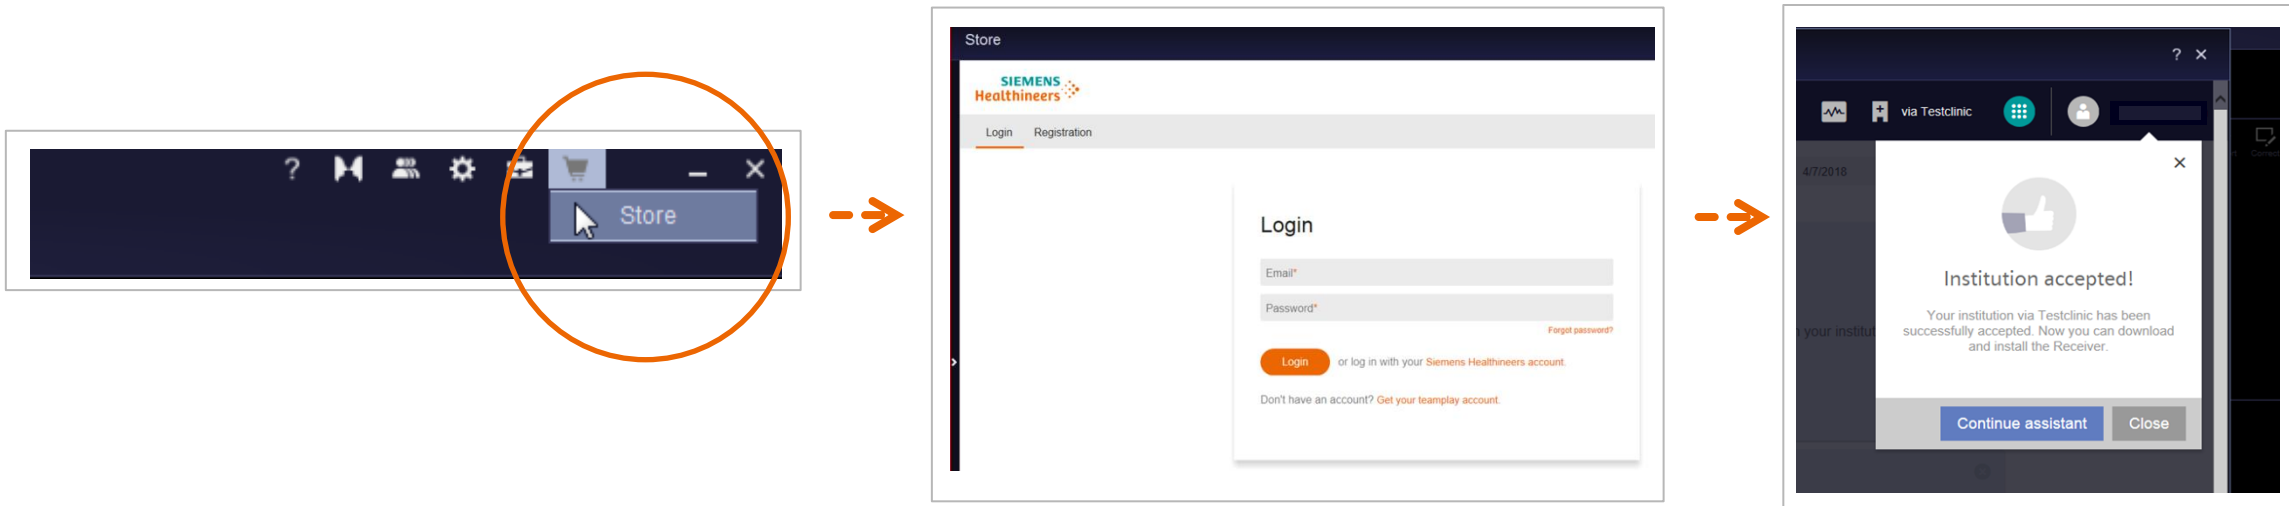 ?
Store
Store
SIEMENS
Healthineers
Login Registration
Login
Email*
Password*
Forgot password?
Login or log in with your Siemens Healthineers account.
Don't have an account? Get your teamplay account.
?
via Testclinic
4/7/2018
Institution accepted!
Your institution via Testclinic has been
your institut successfully accepted. Now you can download
and install the Receiver.
Continue assistant Close